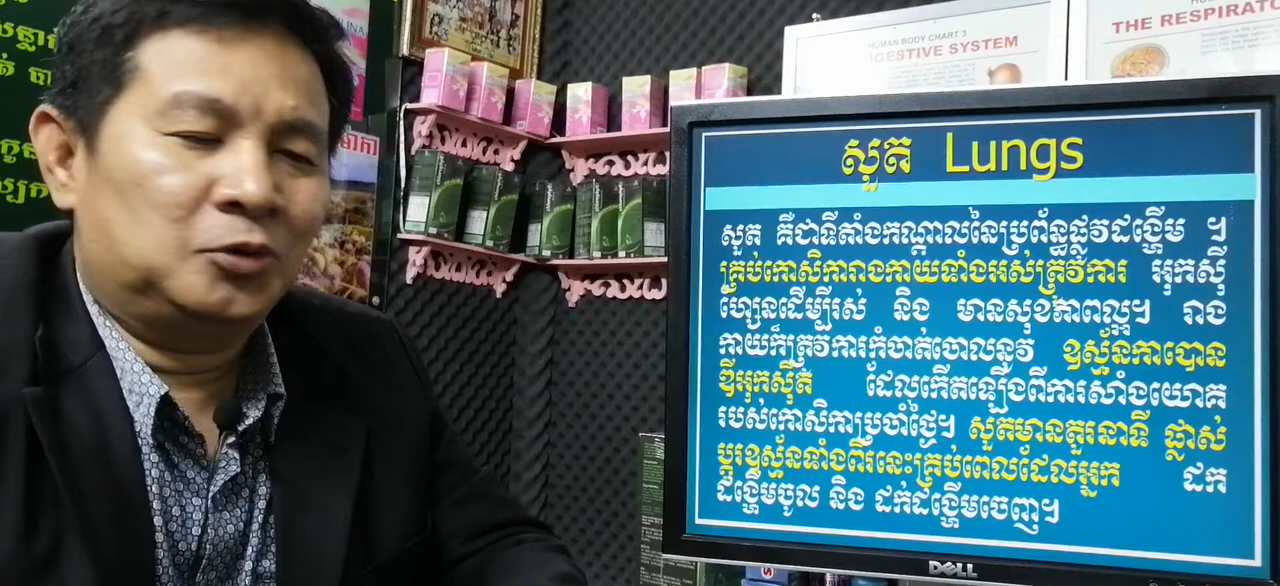 HUMAN BODY CHART 3
DIGESTIVE SYSTEM
THE RESPIRATO
សួត Lungs
សួត គឺជាទីតាំងកណ្តាលនៃប្រព័ន្ធផ្លូវដង្ហើម ។
គ្រប់កោសិការាងកាយទាំងអស់ត្រូវការ អុកស៊ី
ហ្សែនដើម្បីរស់ និង មានសុខភាពល្អ។ រាង
កាយក៏ត្រូវការកំចាត់ចោលនូវ ឧស្ម័នកាបោន
ឌីអុកស៊ីត ដែលកើតឡើងពីការសាំងយោគ
របស់កោសិកាប្រចាំថ្ងៃ។ សួតមានតួរនាទី ផ្លាស់
ប្តូរឧស្ម័នទាំងពីរនេះគ្រប់ពេលដែលអ្នក ដក
ដង្ហើមចូល និង ដក់ដង្ហើមចេញ។
DELL